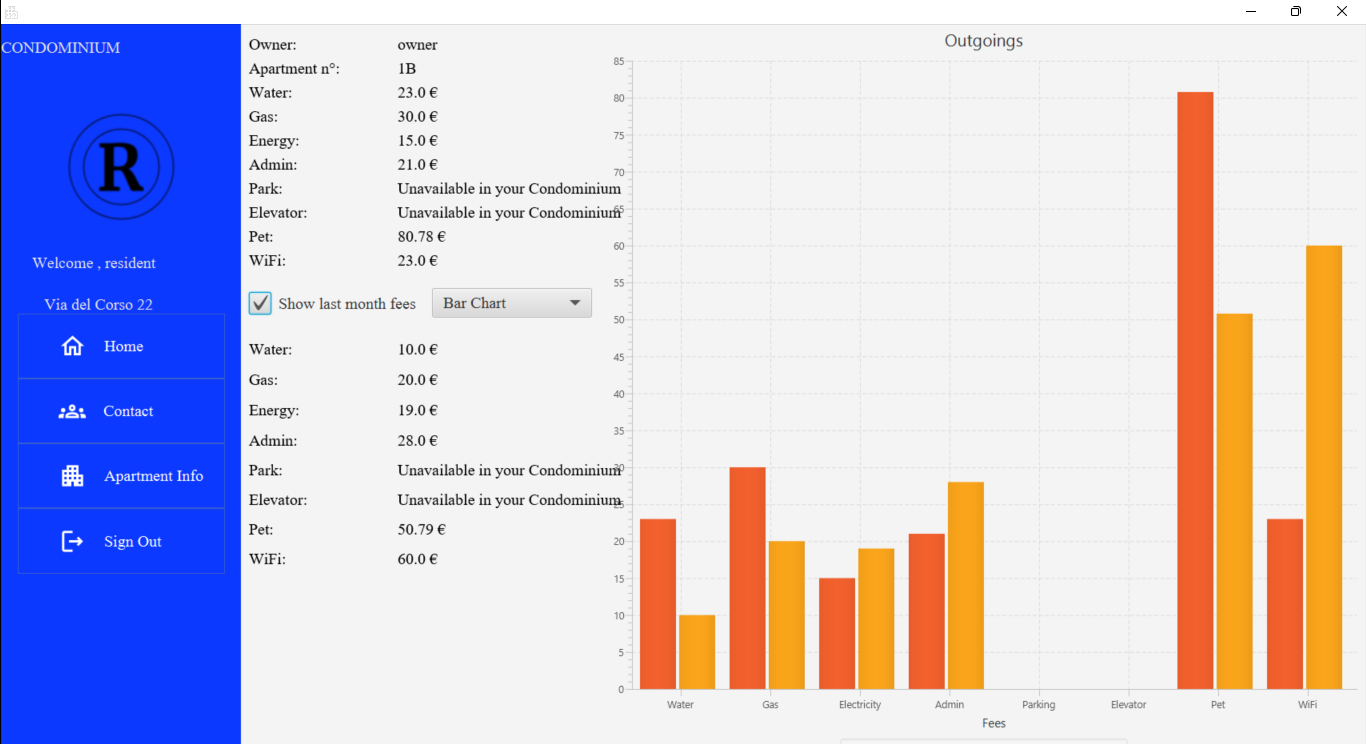 CONDOMINIUM
R
Welcome , resident
Via del Corso 22
Home
Contact
Apartment Info
Sign Out
Owner: owner
Apartment n°: 1B
Water: 23.0 €
Gas: 30.0 €
Energy: 15.0 €
Admin: 21.0 €
Park: Unavailable in your Condominium
Elevator: Unavailable in your Condominium
Pet: 80.78 €
WiFi: 23.0 €
Show last month fees Bar Chart
Water: 10.0 €
Gas: 20.0 €
Energy: 19.0 €
Admin: 28.0 €
Park: Unavailable in your Condominium
Elevator: Unavailable in your Condominium
Pet: 50.79 €
WiFi: 60.0 €
Outgoings
85
80
75
70
65
60
55
50
45
40
35
30
25
20
15
10
5
0
Water Gas Electricity Admin Parking Elevator Pet WiFi
Fees